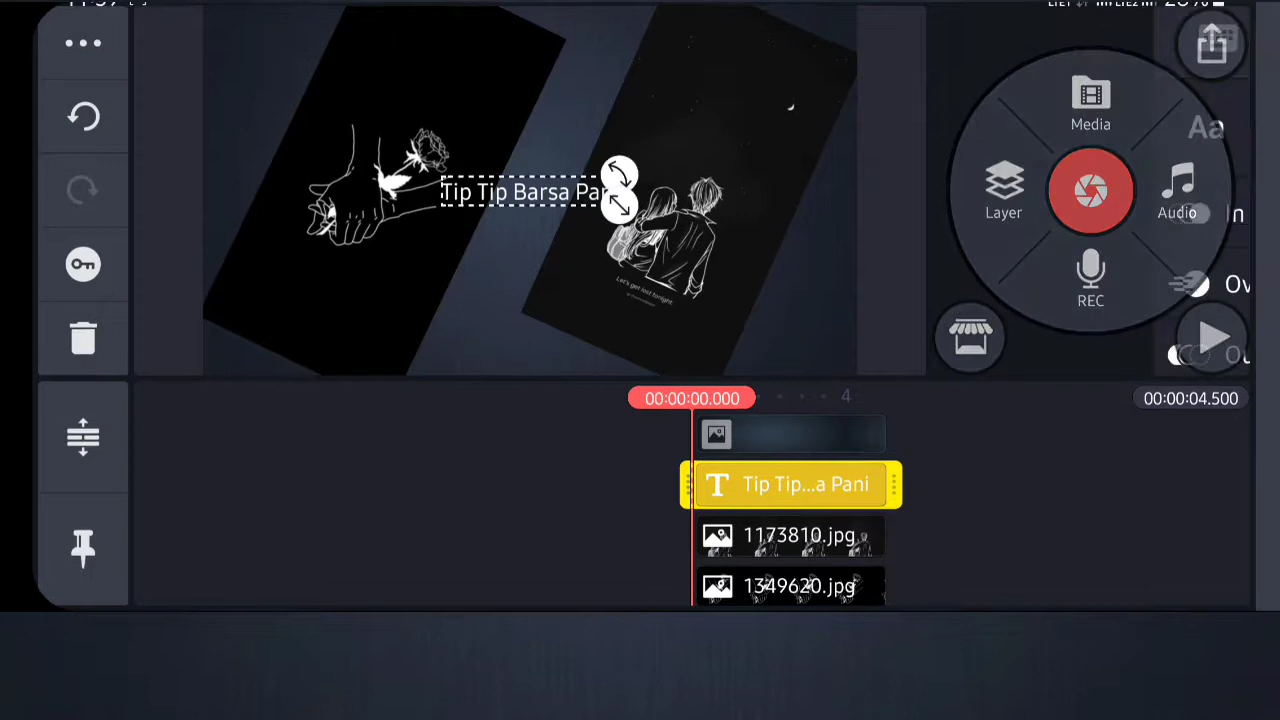 Media
Aa
Layer
Audio
In
REC
Ov
Ou
Tip Tip Barsa Pa
Let's get lost tonight
00:00:00.000
4
00:00:04.500
Tip Tip...a Pani
1173810.jpg
1349620.jpg